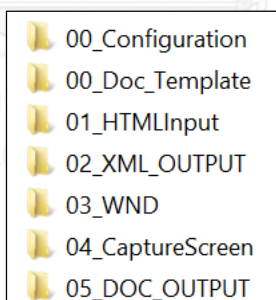 00_Configuration
00_Doc_Template
01_HTMLInput
02_XML_OUTPUT
03_WND
04_CaptureScreen
05_DOC_OUTPUT